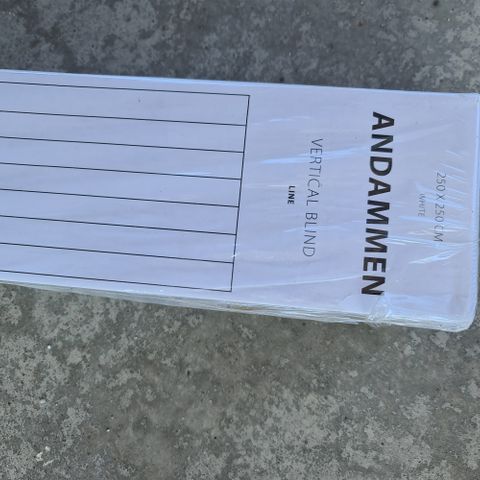 250 X 250 CM
WHITE
ANDAMMEN
VERTICAL BLIND
LINE